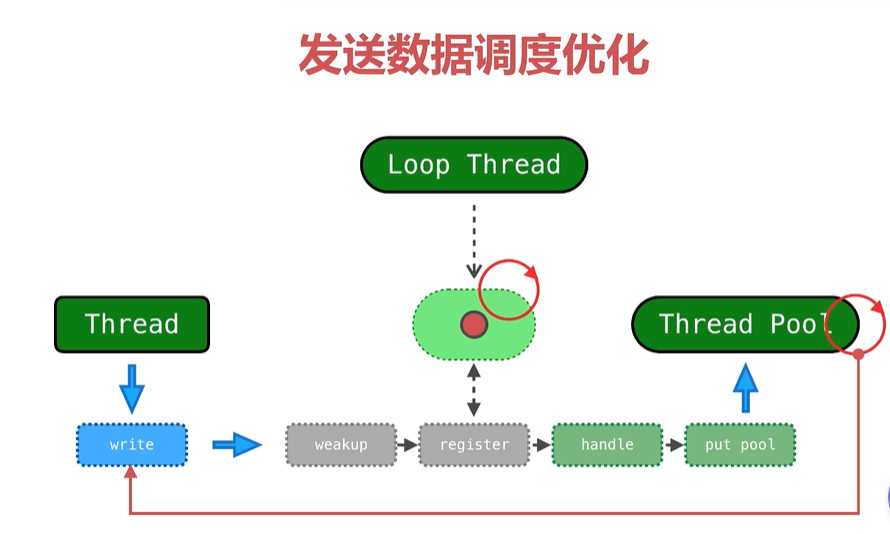 发送数据调度优化
Loop Thread
Thread
Thread Pool
write
weakup
register
handle
put pool